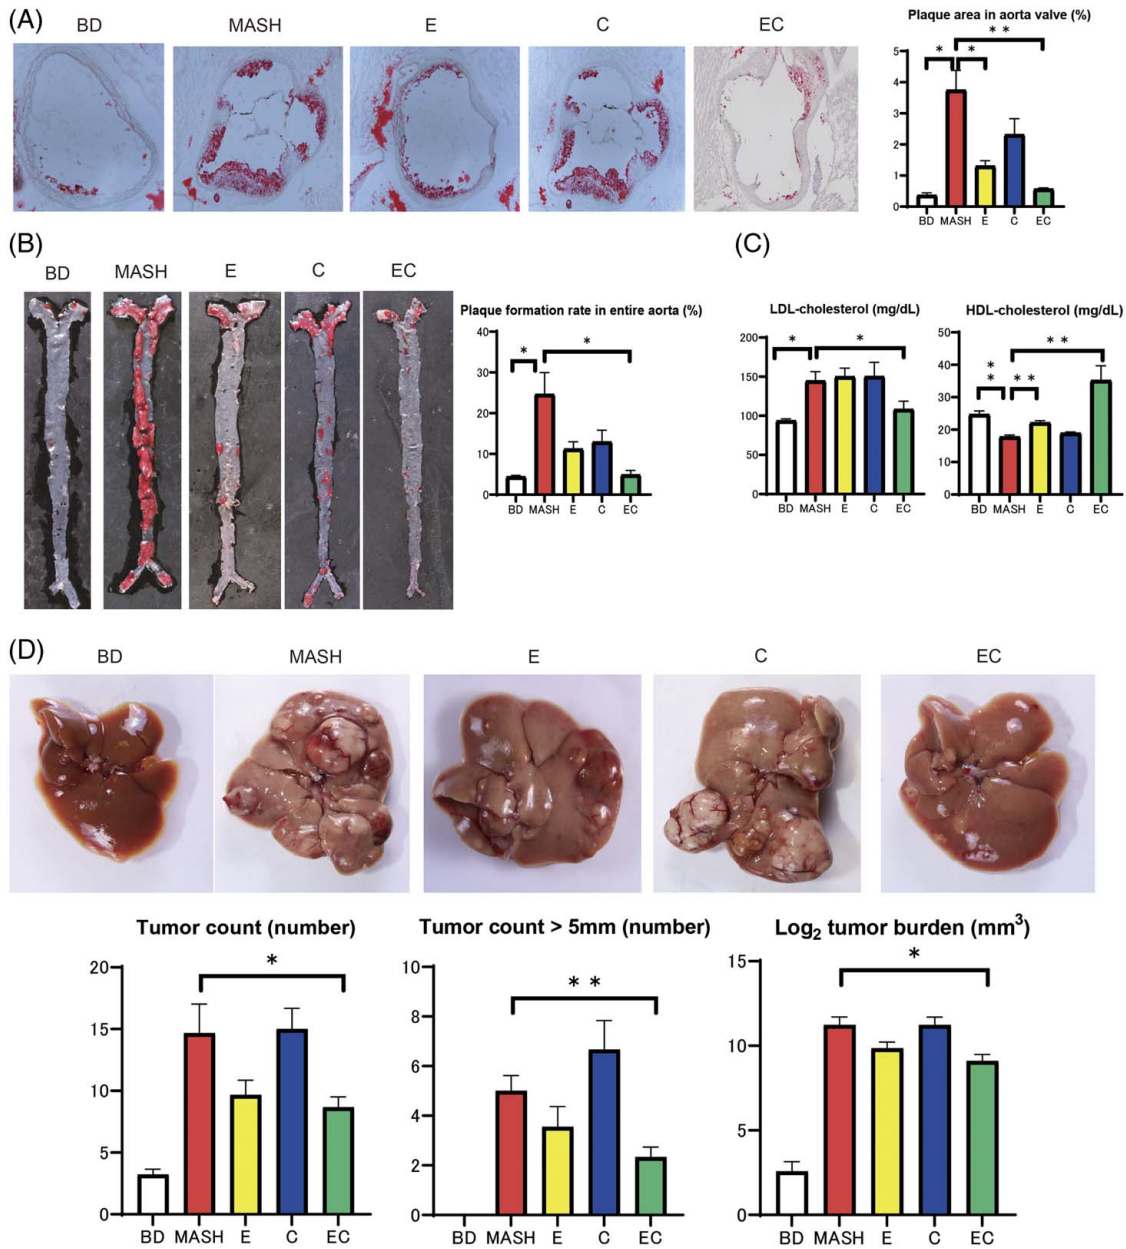 (A)
BD MASH E C EC
Plaque area in aorta valve (%)
* *
* *
5
4
3
2
1
0
BD MASH E C EC
(B)
BD MASH E C EC
Plaque formation rate in entire aorta (%)
*
*
40
30
20
10
0
BD MASH E C EC
(C)
LDL-cholesterol (mg/dL)
* *
200
150
100
50
0
BD MASH E C EC
HDL-cholesterol (mg/dL)
* *
*
* * *
50
40
30
20
10
0
BD MASH E C EC
(D)
BD MASH E C EC
Tumor count (number)
*
20
15
10
5
0
BD MASH E C EC
Tumor count > 5mm (number)
* *
10
8
6
4
2
0
BD MASH E C EC
Log2 tumor burden (mm³)
*
15
10
5
0
BD MASH E C EC